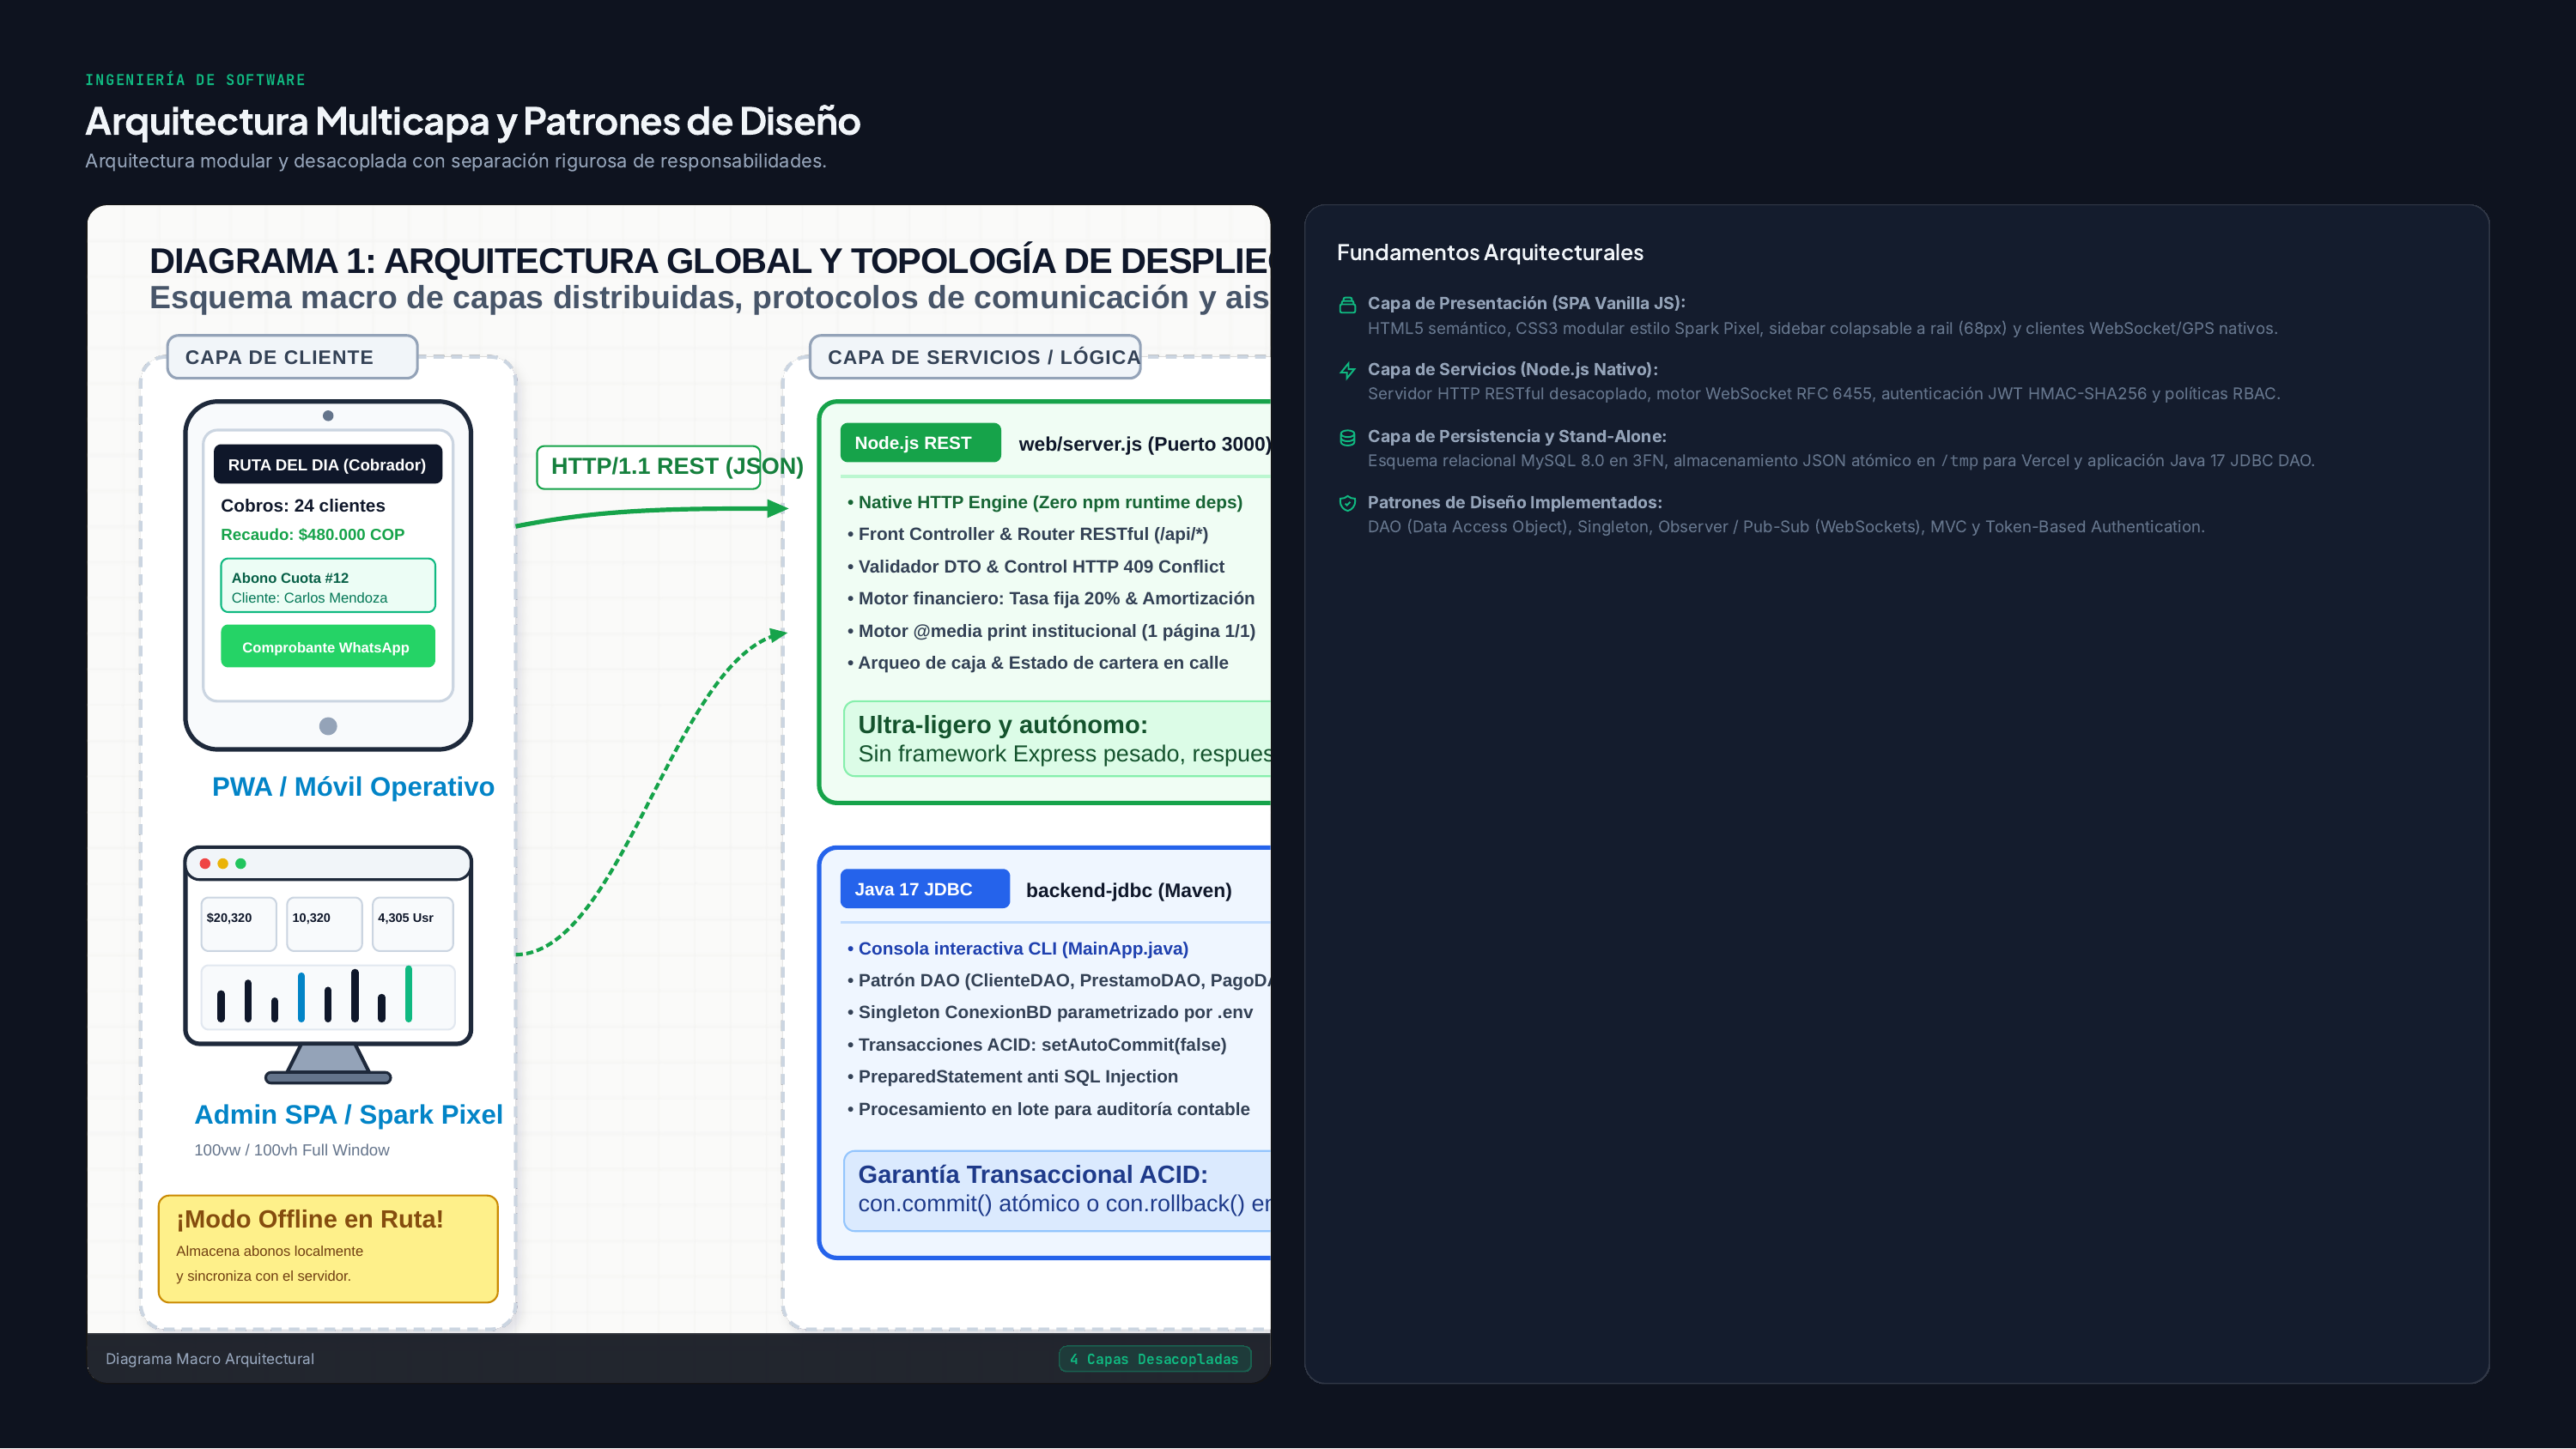 INGENIERÍA DE SOFTWARE
Arquitectura Multicapa y Patrones de Diseño
Arquitectura modular y desacoplada con separación rigurosa de responsabilidades.
DIAGRAMA 1: ARQUITECTURA GLOBAL Y TOPOLOGÍA DE DESPLIEG
Esquema macro de capas distribuidas, protocolos de comunicación y ais
CAPA DE CLIENTE
RUTA DEL DIA (Cobrador)
Cobros: 24 clientes
Recaudo: $480.000 COP
Abono Cuota #12
Cliente: Carlos Mendoza
Comprobante WhatsApp
PWA / Móvil Operativo
$20,320
10,320
4,305 Usr
Admin SPA / Spark Pixel
100vw / 100vh Full Window
¡Modo Offline en Ruta!
Almacena abonos localmente
y sincroniza con el servidor.
HTTP/1.1 REST (JSON)
CAPA DE SERVICIOS / LÓGICA
Node.js REST
web/server.js (Puerto 3000)
• Native HTTP Engine (Zero npm runtime deps)
• Front Controller & Router RESTful (/api/*)
• Validador DTO & Control HTTP 409 Conflict
• Motor financiero: Tasa fija 20% & Amortización
• Motor @media print institucional (1 página 1/1)
• Arqueo de caja & Estado de cartera en calle
Ultra-ligero y autónomo:
Sin framework Express pesado, respues
Java 17 JDBC
backend-jdbc (Maven)
• Consola interactiva CLI (MainApp.java)
• Patrón DAO (ClienteDAO, PrestamoDAO, PagoDA
• Singleton ConexionBD parametrizado por .env
• Transacciones ACID: setAutoCommit(false)
• PreparedStatement anti SQL Injection
• Procesamiento en lote para auditoría contable
Garantía Transaccional ACID:
con.commit() atómico o con.rollback() en
Diagrama Macro Arquitectural
4 Capas Desacopladas
Fundamentos Arquitecturales
Capa de Presentación (SPA Vanilla JS):
HTML5 semántico, CSS3 modular estilo Spark Pixel, sidebar colapsable a rail (68px) y clientes WebSocket/GPS nativos.
Capa de Servicios (Node.js Nativo):
Servidor HTTP RESTful desacoplado, motor WebSocket RFC 6455, autenticación JWT HMAC-SHA256 y políticas RBAC.
Capa de Persistencia y Stand-Alone:
Esquema relacional MySQL 8.0 en 3FN, almacenamiento JSON atómico en /tmp para Vercel y aplicación Java 17 JDBC DAO.
Patrones de Diseño Implementados:
DAO (Data Access Object), Singleton, Observer / Pub-Sub (WebSockets), MVC y Token-Based Authentication.